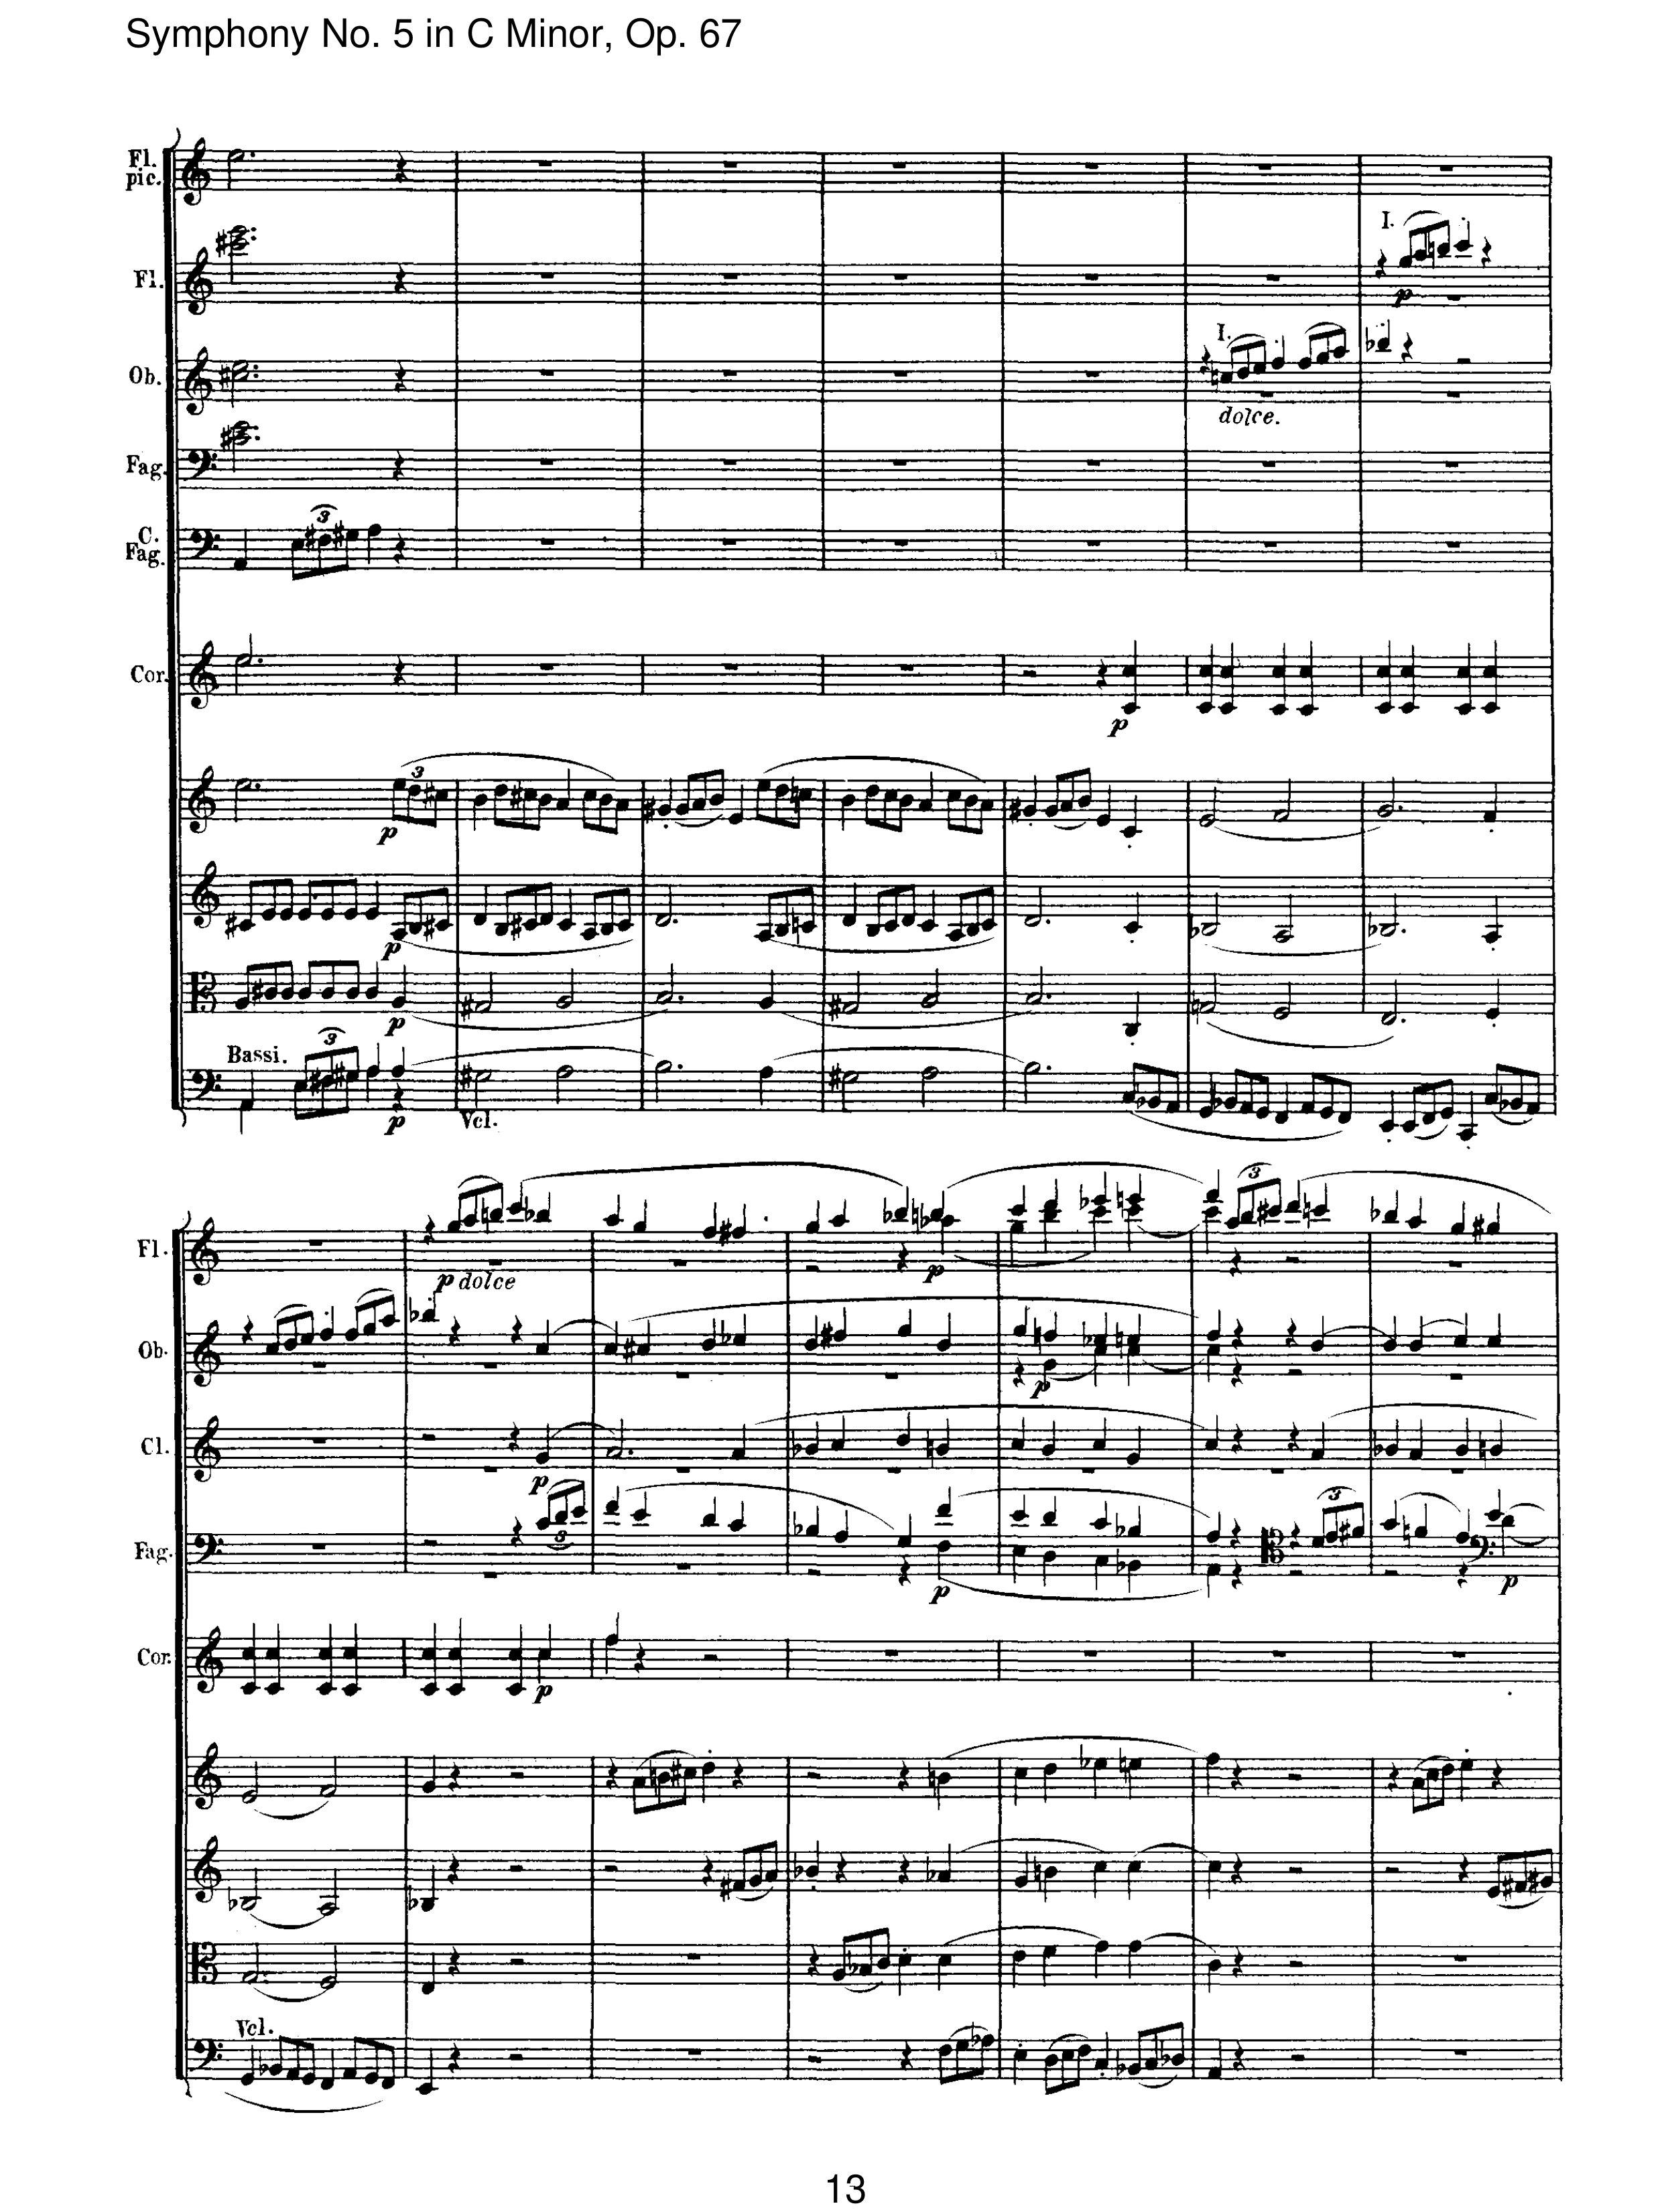 Symphony No. 5 in C Minor, Op. 67
Fl.
pic.
I.
Fl.
p
I.
Ob.
dolce.
Fag.
3
C.
Fag.
Cor.
p
3
p
p
p
Bassi.
3
p
Vcl.
3
Fl.
p dolce
p
Ob.
p
Cl.
p
3
3
Fag.
p
p
Cor.
p
Vcl.
13